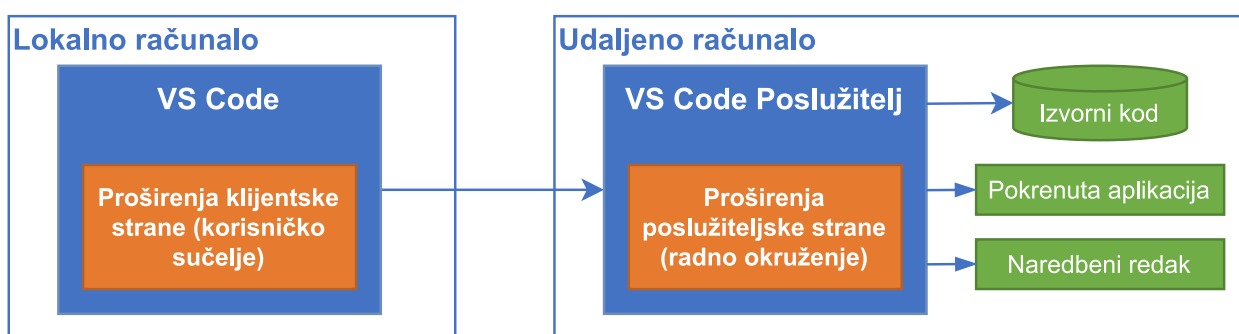 Lokalno računalo
VS Code
Proširenja klijentske
strane (korisničko
sučelje)
Udaljeno računalo
VS Code Poslužitelj
Proširenja
poslužiteljske strane
(radno okruženje)
Izvorni kod
Pokrenuta aplikacija
Naredbeni redak